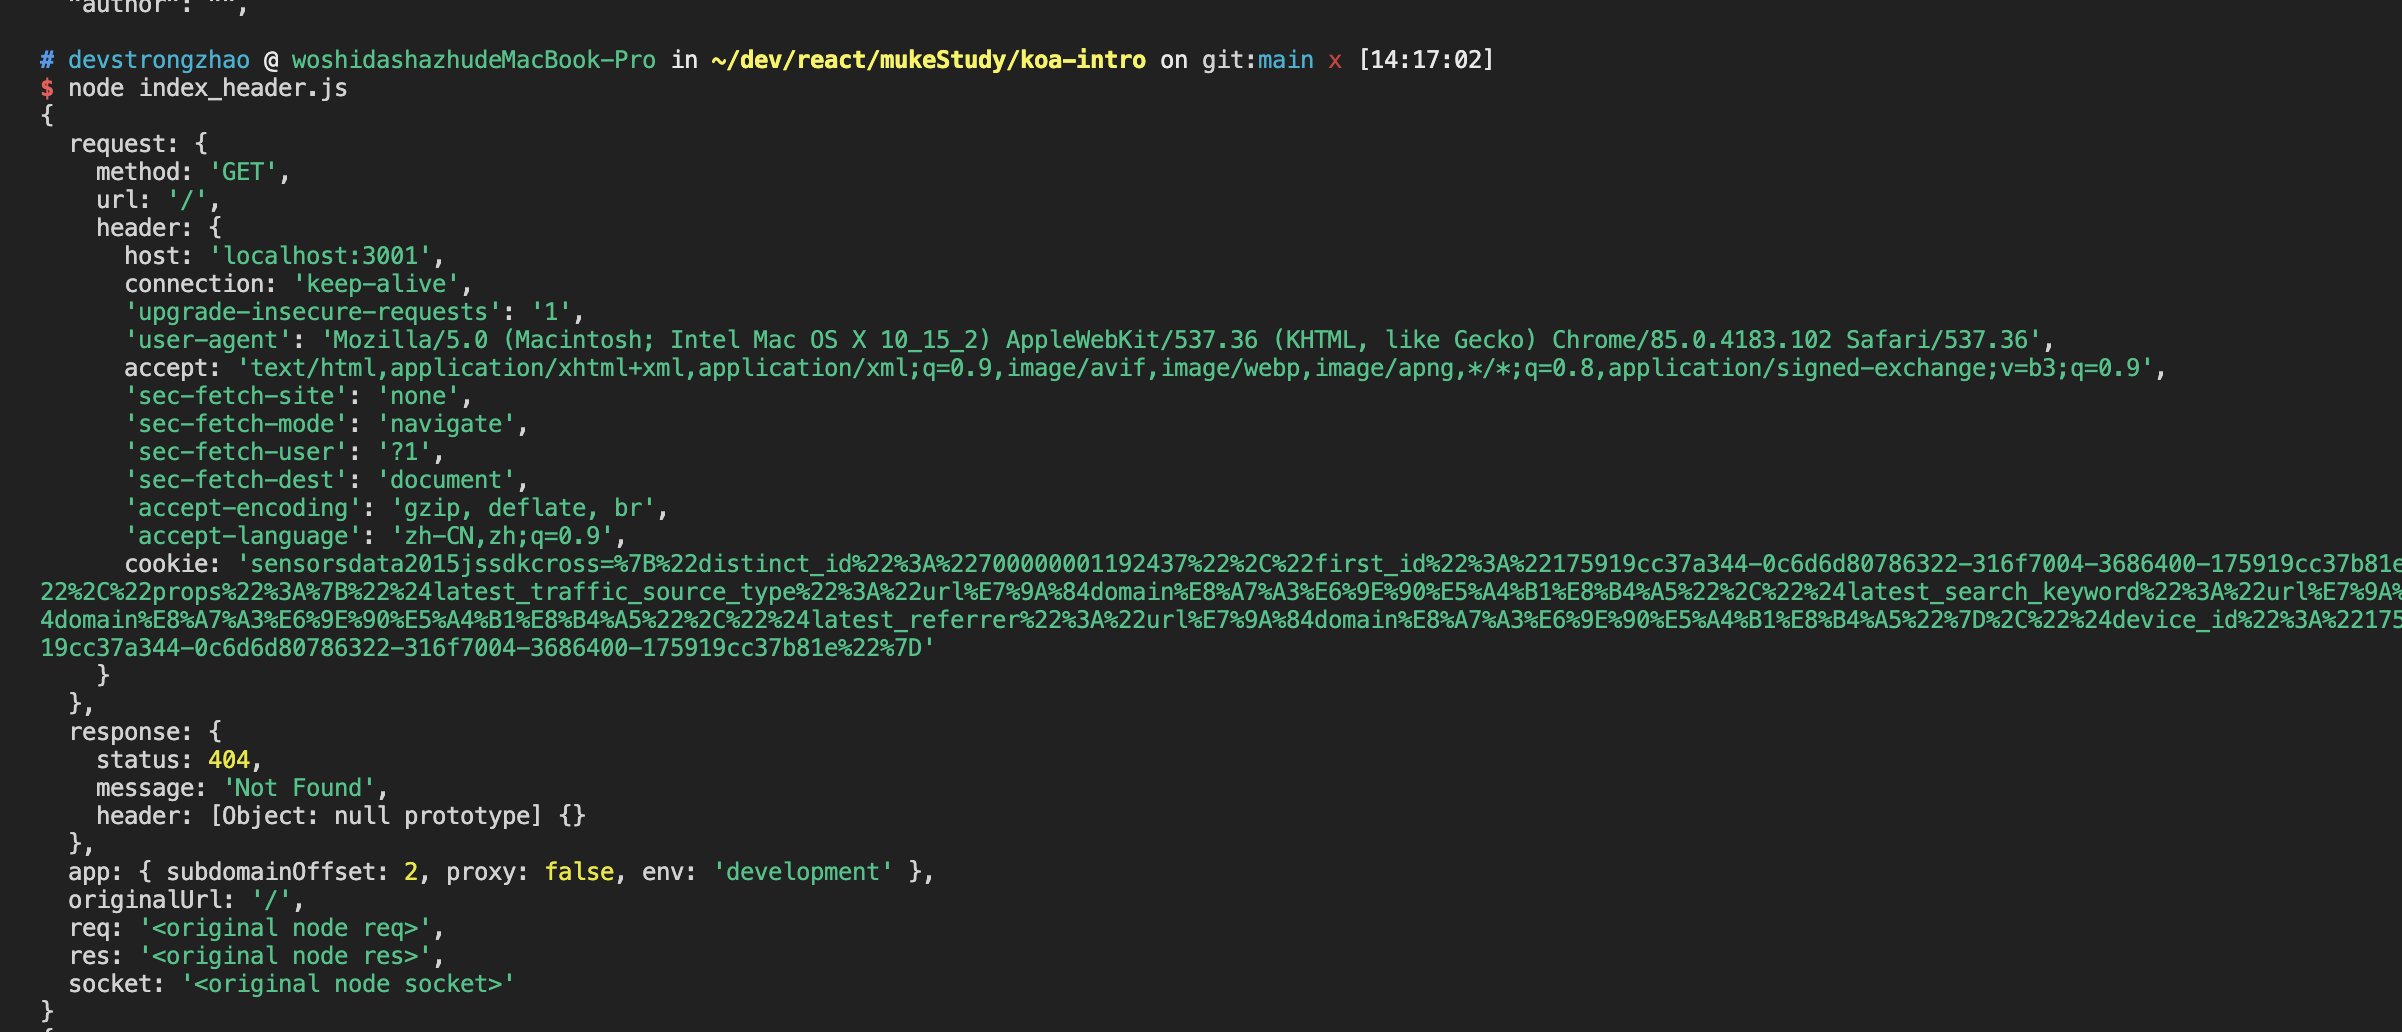 "author": "",
# devstrongzhao @ woshidashazhudeMacBook-Pro in ~/dev/react/mukeStudy/koa-intro on git:main x [14:17:02]
$ node index_header.js
{
  request: {
    method: 'GET',
    url: '/',
    header: {
      host: 'localhost:3001',
      connection: 'keep-alive',
      'upgrade-insecure-requests': '1',
      'user-agent': 'Mozilla/5.0 (Macintosh; Intel Mac OS X 10_15_2) AppleWebKit/537.36 (KHTML, like Gecko) Chrome/85.0.4183.102 Safari/537.36',
      accept: 'text/html,application/xhtml+xml,application/xml;q=0.9,image/avif,image/webp,image/apng,*/*;q=0.8,application/signed-exchange;v=b3;q=0.9',
      'sec-fetch-site': 'none',
      'sec-fetch-mode': 'navigate',
      'sec-fetch-user': '?1',
      'sec-fetch-dest': 'document',
      'accept-encoding': 'gzip, deflate, br',
      'accept-language': 'zh-CN,zh;q=0.9',
      cookie: 'sensorsdata2015jssdkcross=%7B%22distinct_id%22%3A%22700000001192437%22%2C%22first_id%22%3A%22175919cc37a344-0c6d6d80786322-316f7004-3686400-175919cc37b81e
22%2C%22props%22%3A%7B%22%24latest_traffic_source_type%22%3A%22url%E7%9A%84domain%E8%A7%A3%E6%9E%90%E5%A4%B1%E8%B4%A5%22%2C%22%24latest_search_keyword%22%3A%22url%E7%9A%
4domain%E8%A7%A3%E6%9E%90%E5%A4%B1%E8%B4%A5%22%2C%22%24latest_referrer%22%3A%22url%E7%9A%84domain%E8%A7%A3%E6%9E%90%E5%A4%B1%E8%B4%A5%22%7D%2C%22%24device_id%22%3A%22175
19cc37a344-0c6d6d80786322-316f7004-3686400-175919cc37b81e%22%7D'
    }
  },
  response: {
    status: 404,
    message: 'Not Found',
    header: [Object: null prototype] {}
  },
  app: { subdomainOffset: 2, proxy: false, env: 'development' },
  originalUrl: '/',
  req: '<original node req>',
  res: '<original node res>',
  socket: '<original node socket>'
}